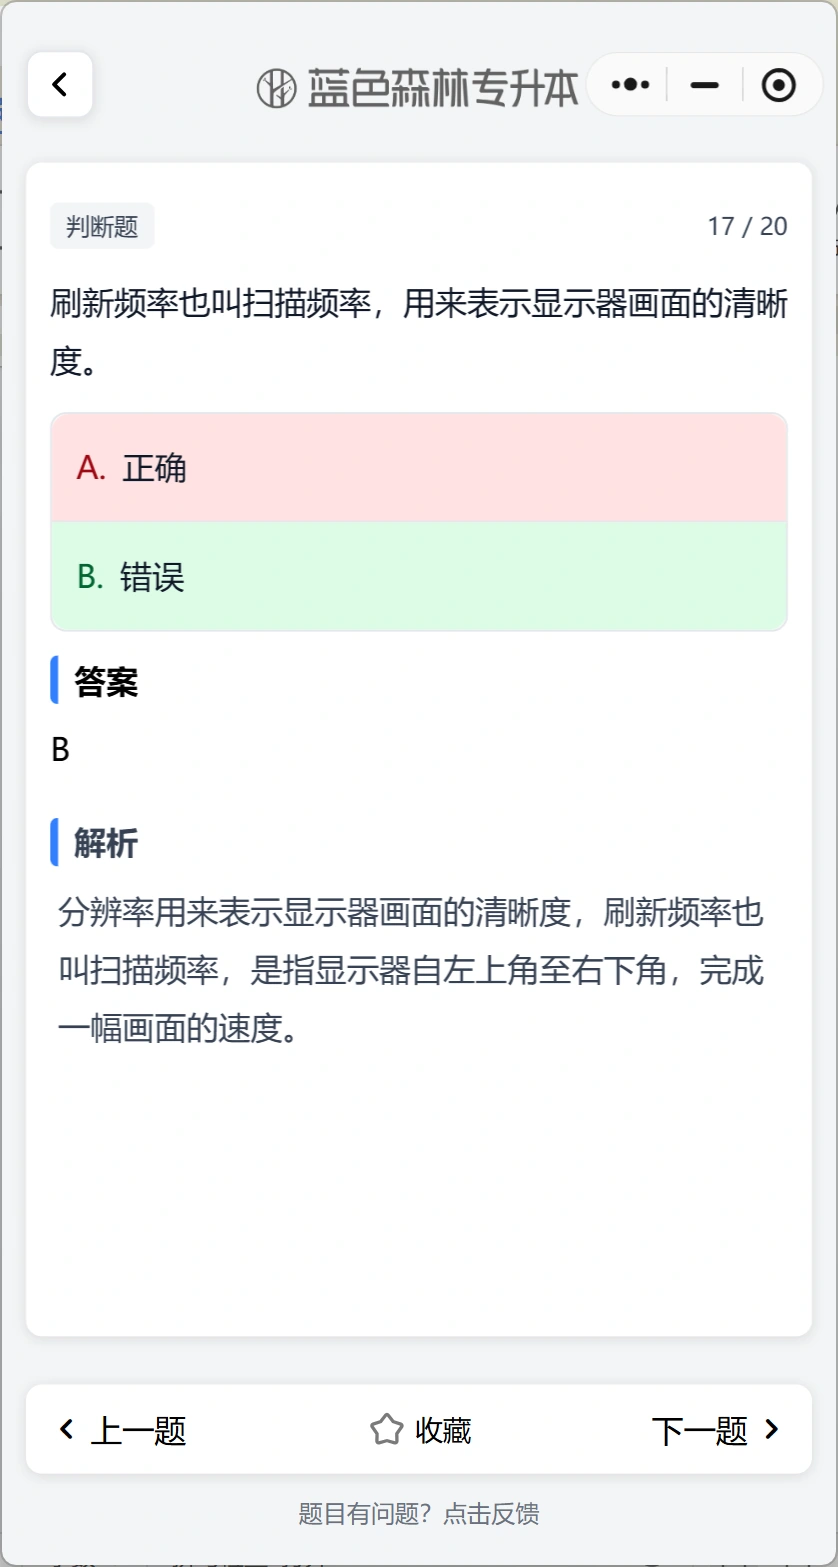 蓝色森林专升本
判断题
17 / 20
刷新频率也叫扫描频率，用来表示显示器画面的清晰
度。
A. 正确
B. 错误
答案
B
解析
分辨率用来表示显示器画面的清晰度，刷新频率也
叫扫描频率，是指显示器自左上角至右下角，完成
一幅画面的速度。
上一题
收藏
下一题
题目有问题？点击反馈